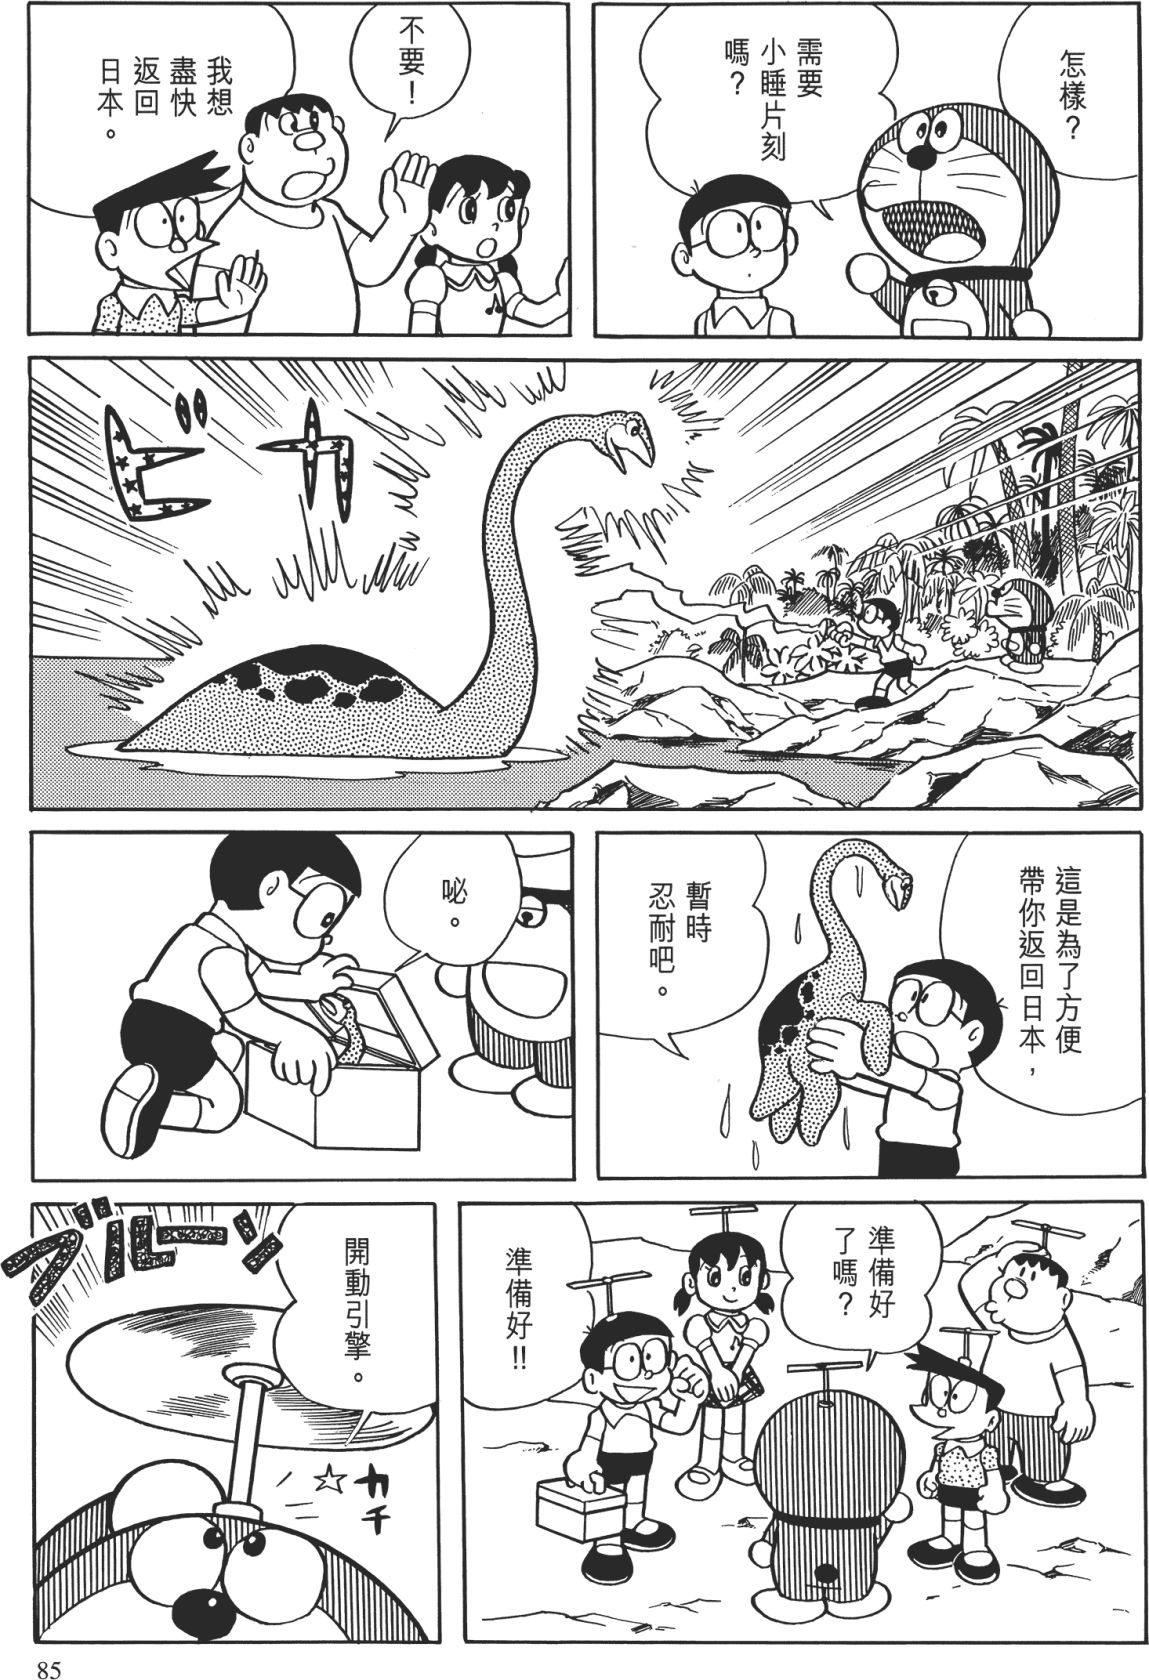 怎樣？
需要
小睡片刻
嗎？
不要！
我想
盡快
返回
日本。
ピカ
這是為了方便
帶你返回日本，
暫時
忍耐吧。
咇。
準備好
了嗎？
準備好!!
開動引擎。
ブルーン
カチ
85